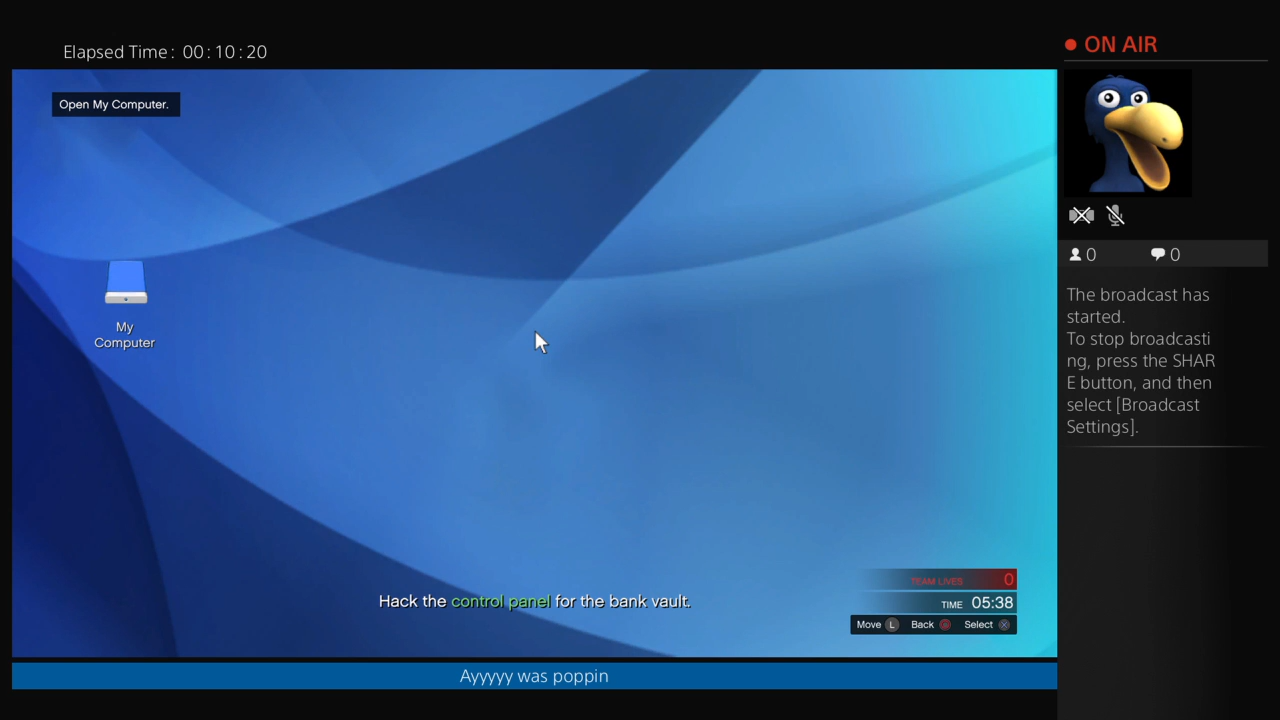 Elapsed Time: 00:10:20
ON AIR
Open My Computer.
0 0
The broadcast has
started.
To stop broadcasti
ng, press the SHAR
E button, and then
select [Broadcast
Settings].
My
Computer
TEAM LIVES 0
Hack the control panel for the bank vault.
TIME 05:38
Move L Back Select
Ayyyyy was poppin